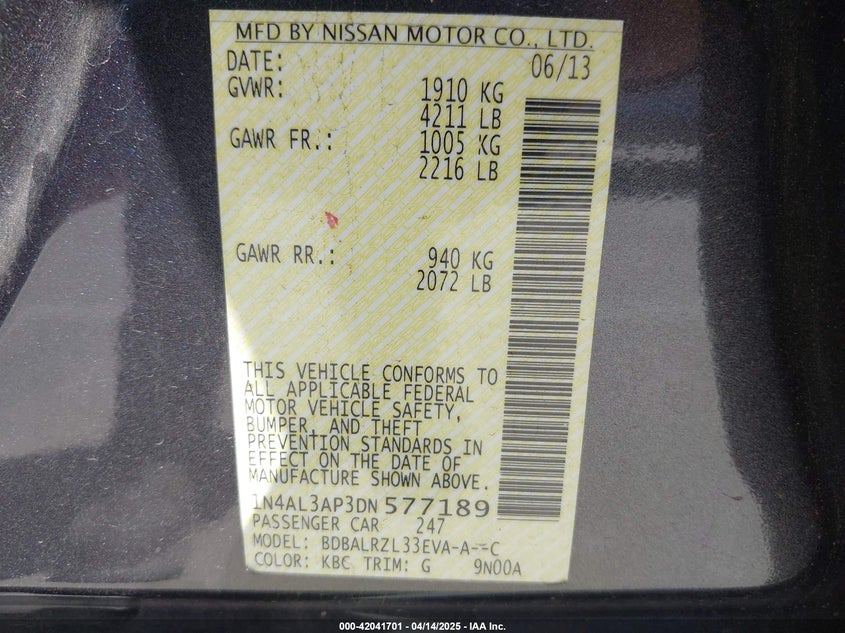 MFD BY NISSAN MOTOR CO., LTD.
DATE: 06/13
GVWR: 1910 KG
4211 LB
GAWR FR.: 1005 KG
2216 LB
GAWR RR.: 940 KG
2072 LB
THIS VEHICLE CONFORMS TO
ALL APPLICABLE FEDERAL
MOTOR VEHICLE SAFETY,
BUMPER, AND THEFT
PREVENTION STANDARDS IN
EFFECT ON THE DATE OF
MANUFACTURE SHOWN ABOVE.
1N4AL3AP3DN577189
PASSENGER CAR 247
MODEL: BDBALRZL33EVA-A--C
COLOR: KBC TRIM: G 9N00A
000-42041701 - 04/14/2025 - IAA Inc.